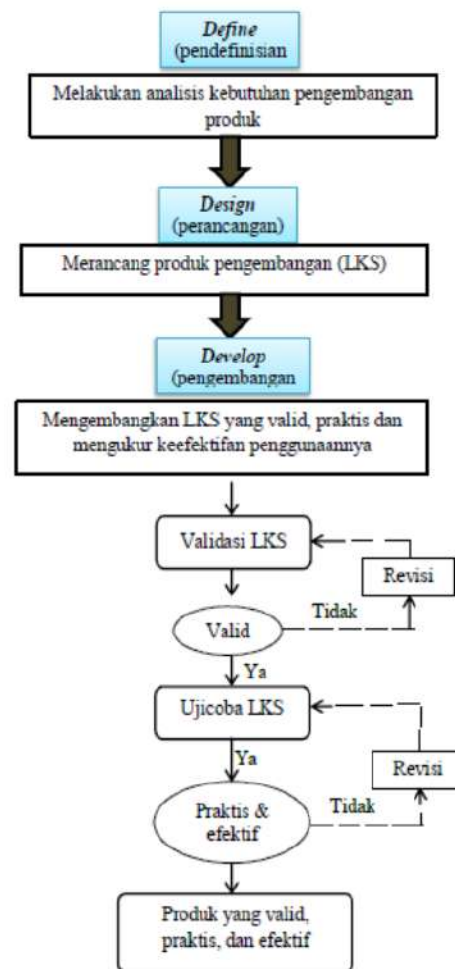 Define
(pendefinisian
Melakukan analisis kebutuhan pengembangan
produk
Design
(perancangan)
Merancang produk pengembangan (LKS)
Develop
(pengembangan
Mengembangkan LKS yang valid, praktis dan
mengukur keefektifan penggunaannya
Validasi LKS
Revisi
Valid
Tidak
Ya
Ujicoba LKS
Ya
Revisi
Praktis &
efektif
Tidak
Produk yang valid,
praktis, dan efektif